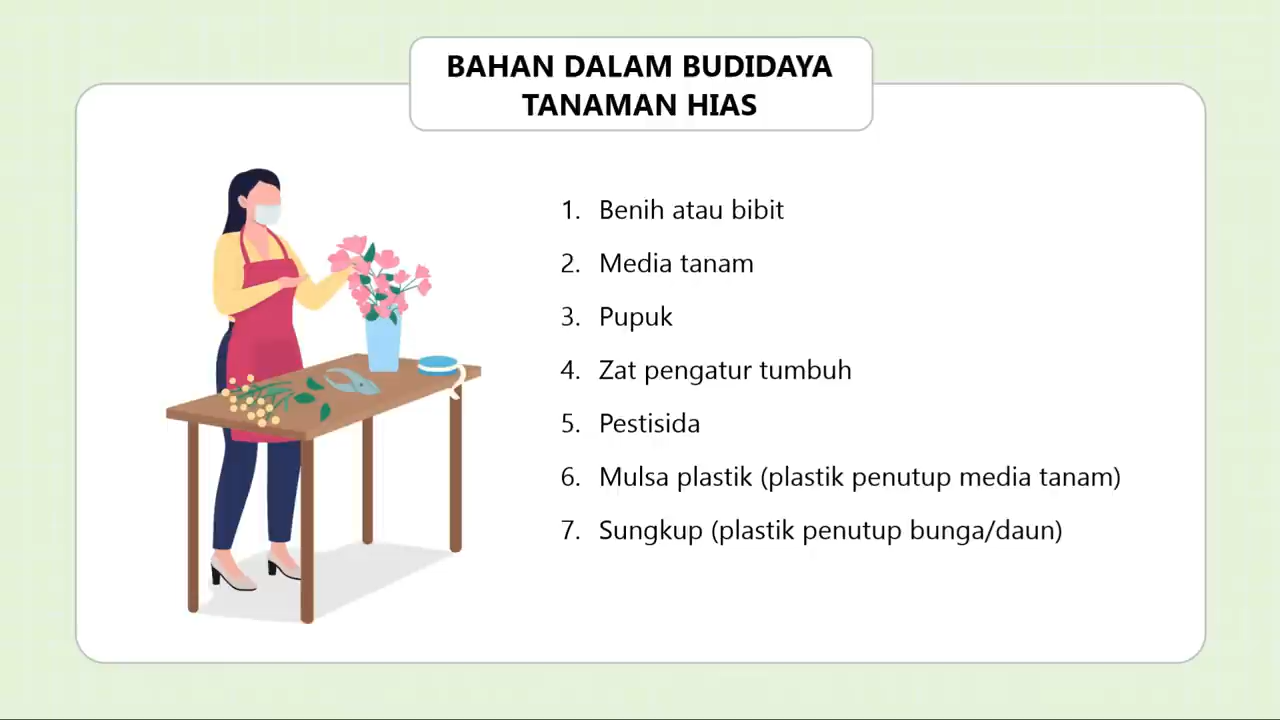 BAHAN DALAM BUDIDAYA
TANAMAN HIAS
1. Benih atau bibit
2. Media tanam
3. Pupuk
4. Zat pengatur tumbuh
5. Pestisida
6. Mulsa plastik (plastik penutup media tanam)
7. Sungkup (plastik penutup bunga/daun)